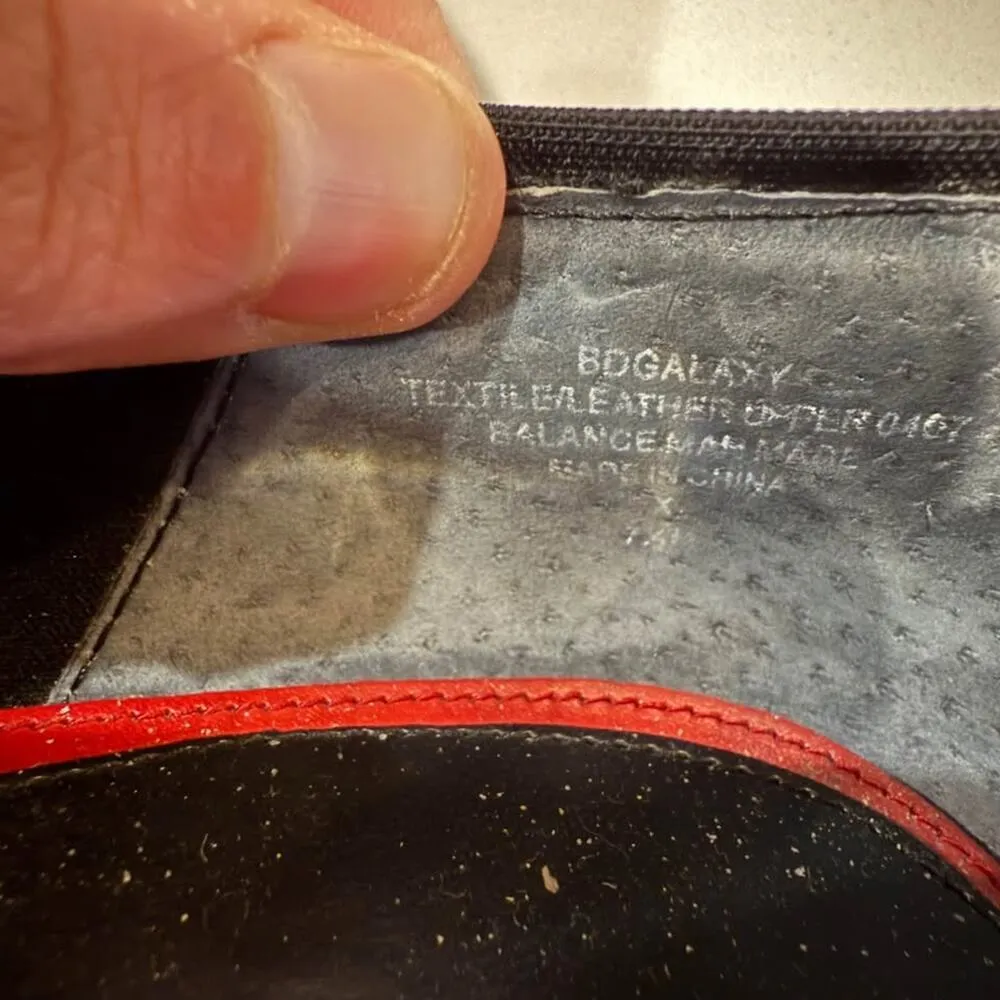 BDGALAXY
TEXTILE/LEATHER UPPER 0407
BALANCE MAN MADE
MADE IN CHINA